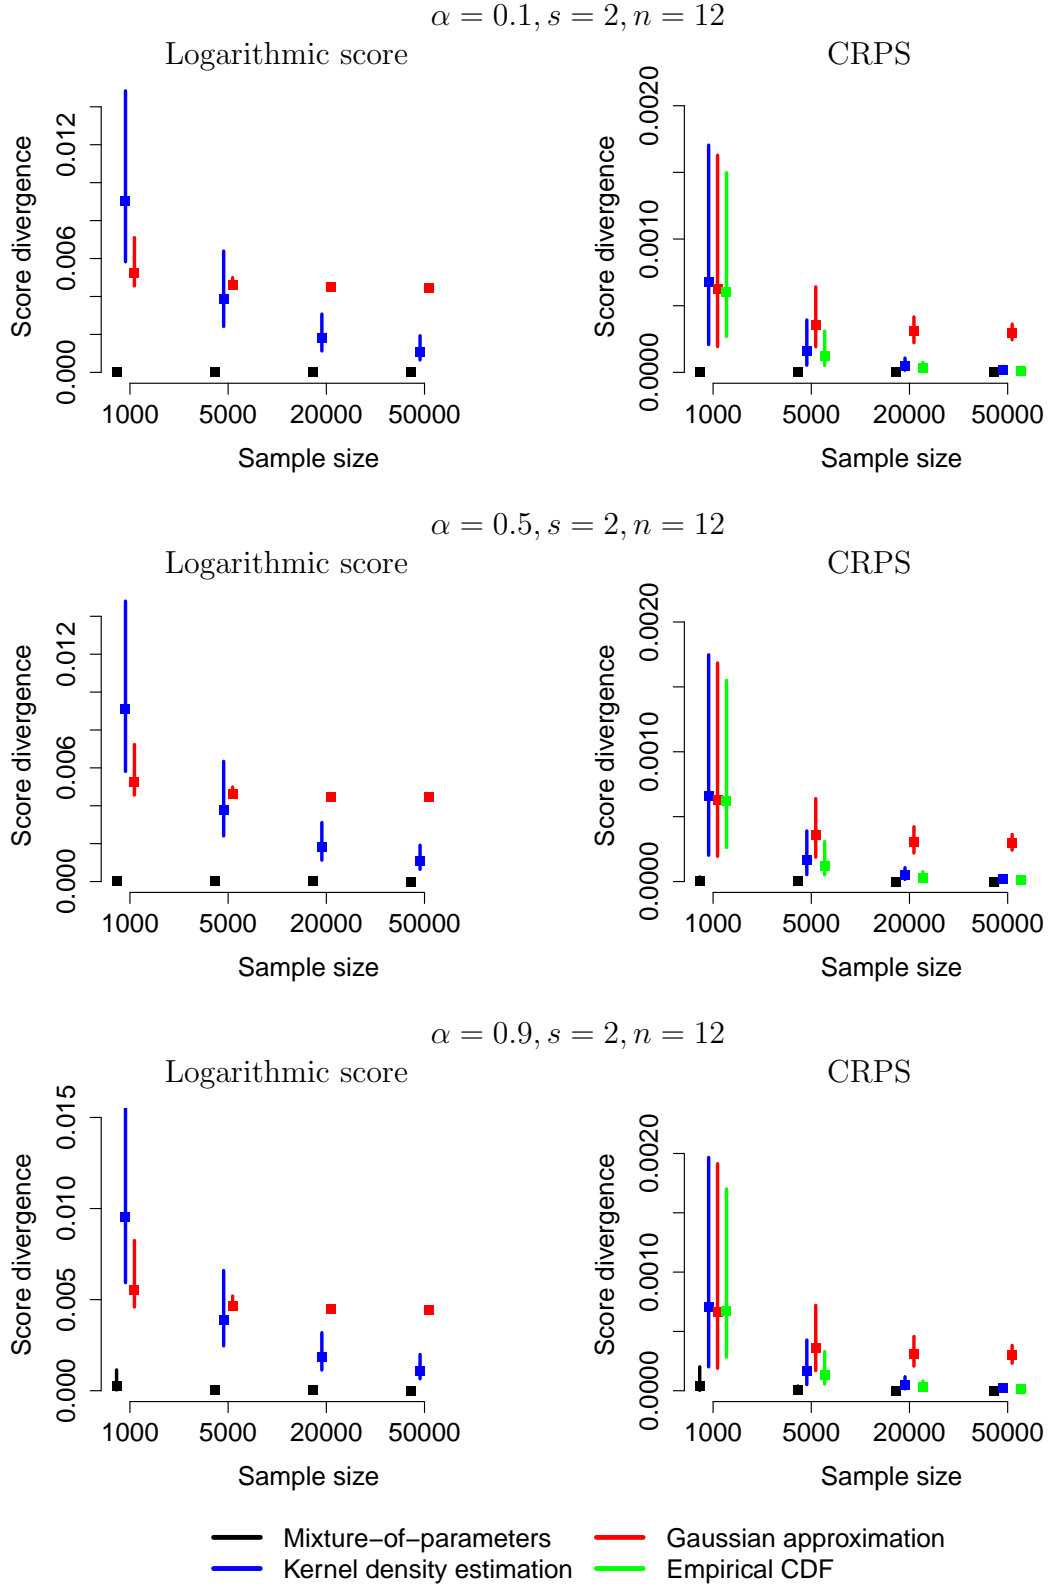 α = 0.1, s = 2, n = 12
Logarithmic score
CRPS
Score divergence
0.000
0.006
0.012
1000 5000 20000 50000
Sample size
Score divergence
0.0000
0.0010
0.0020
1000 5000 20000 50000
Sample size
α = 0.5, s = 2, n = 12
Logarithmic score
CRPS
Score divergence
0.000
0.006
0.012
1000 5000 20000 50000
Sample size
Score divergence
0.0000
0.0010
0.0020
1000 5000 20000 50000
Sample size
α = 0.9, s = 2, n = 12
Logarithmic score
CRPS
Score divergence
0.000
0.005
0.010
0.015
1000 5000 20000 50000
Sample size
Score divergence
0.0000
0.0010
0.0020
1000 5000 20000 50000
Sample size
Mixture−of−parameters
Gaussian approximation
Kernel density estimation
Empirical CDF